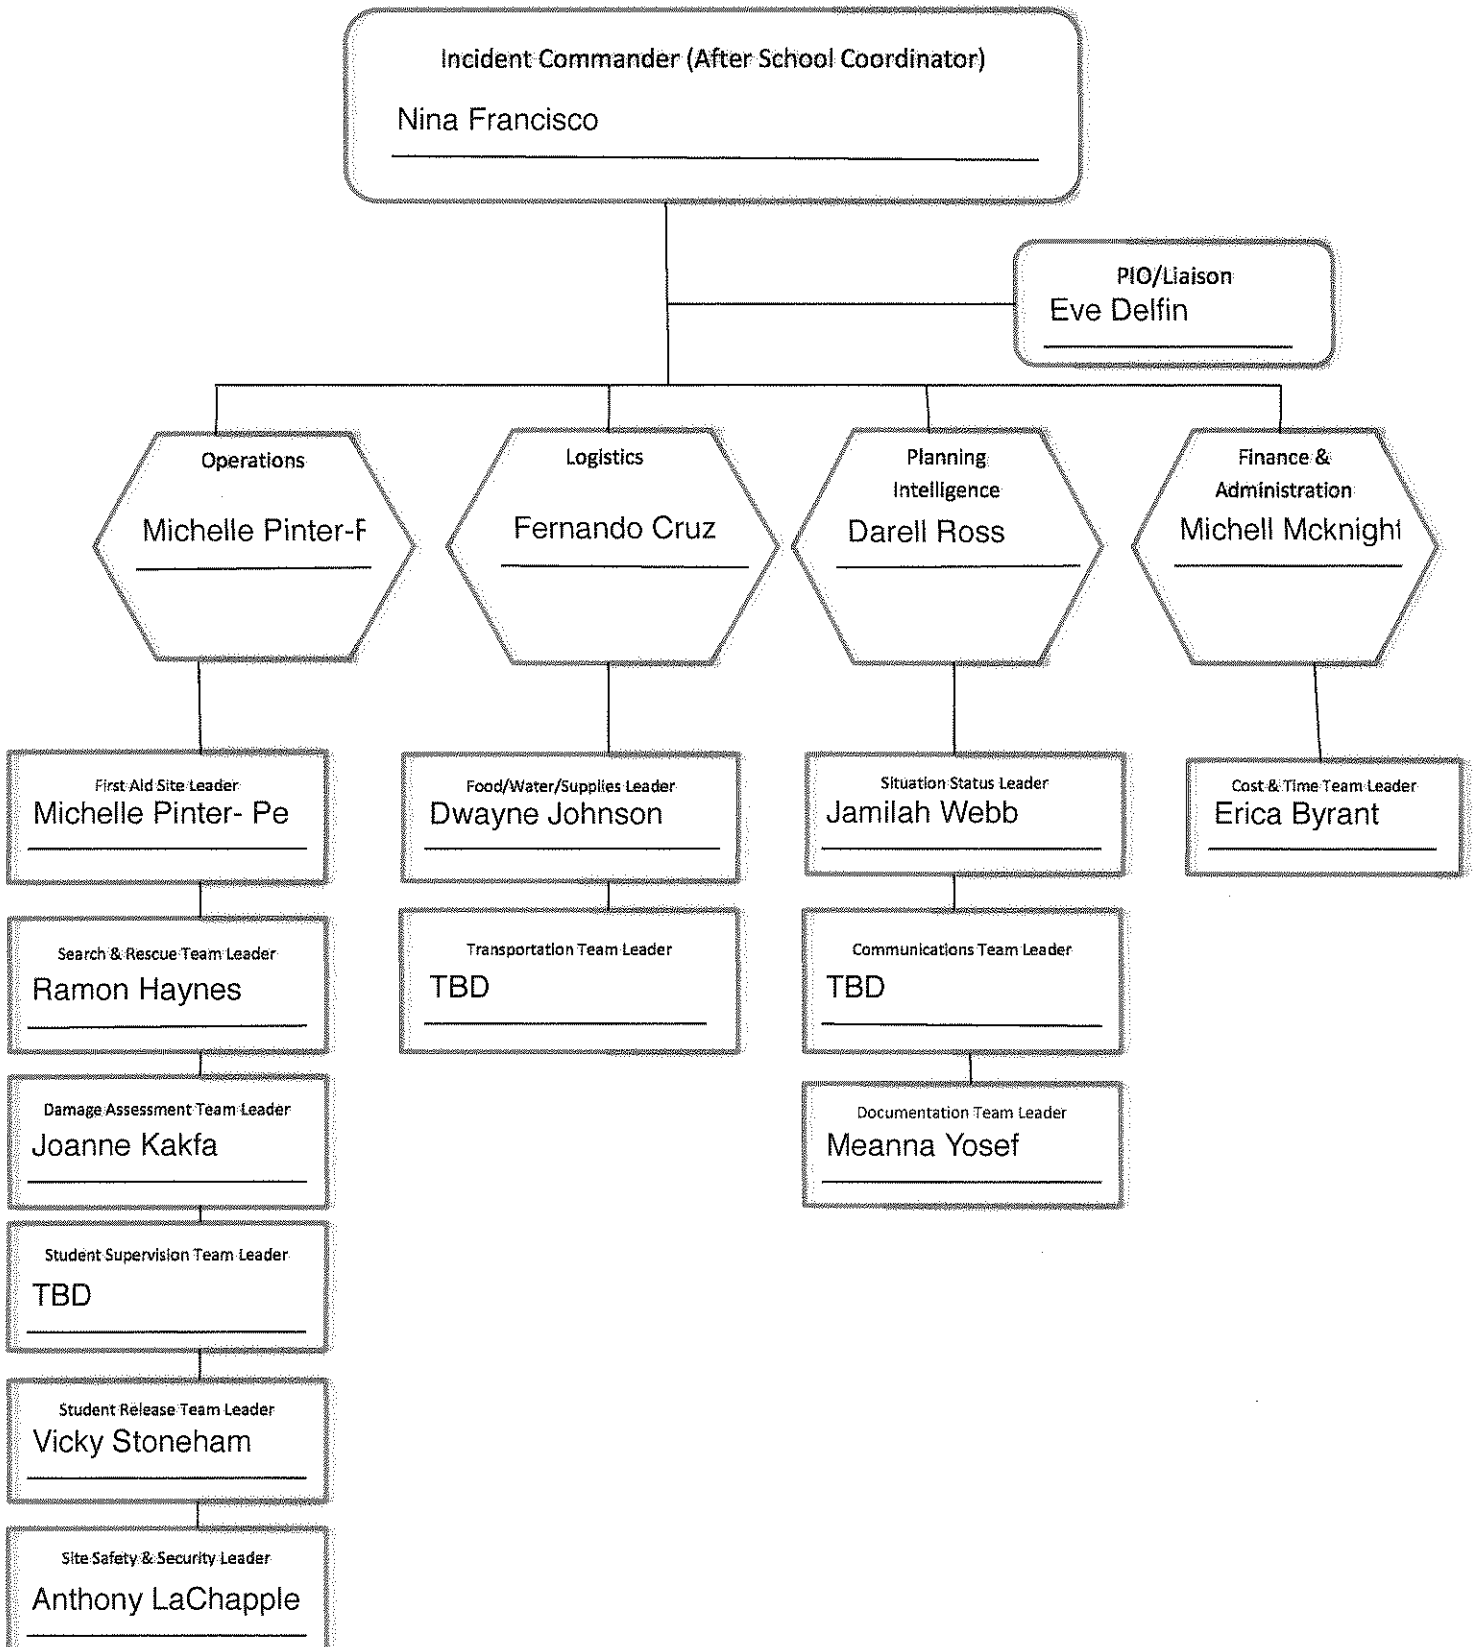 Incident Commander (After School Coordinator)
Nina Francisco
PIO/Liaison
Eve Delfin
Operations
Michelle Pinter-F
Logistics
Fernando Cruz
Planning
Intelligence
Darell Ross
Finance &
Administration
Michell Mcknight
First Aid Site Leader
Michelle Pinter- Pe
Search & Rescue Team Leader
Ramon Haynes
Damage Assessment Team Leader
Joanne Kakfa
Student Supervision Team Leader
TBD
Student Release Team Leader
Vicky Stoneham
Site Safety & Security Leader
Anthony LaChapple
Food/Water/Supplies Leader
Dwayne Johnson
Transportation Team Leader
TBD
Situation Status Leader
Jamilah Webb
Communications Team Leader
TBD
Documentation Team Leader
Meanna Yosef
Cost & Time Team Leader
Erica Byrant